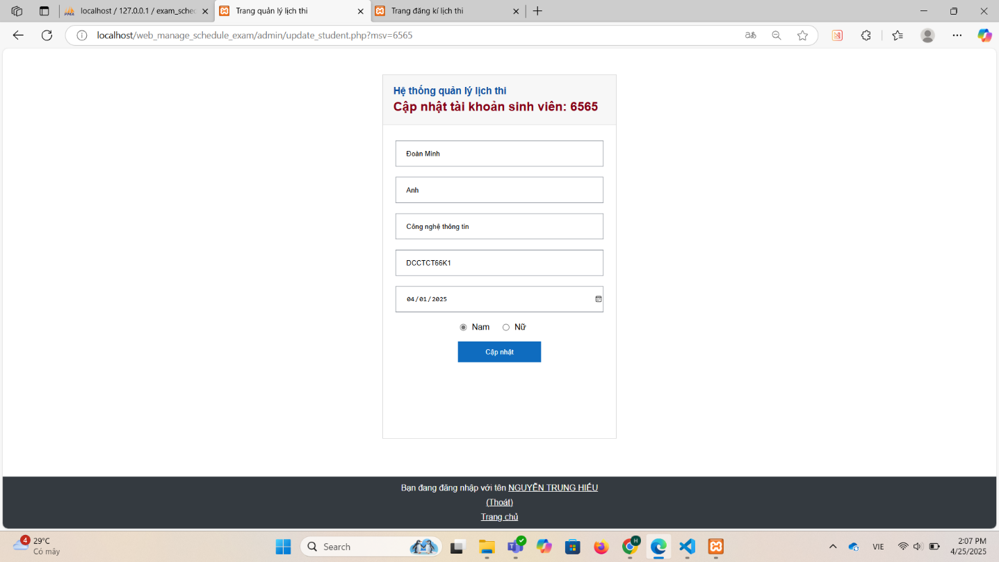 localhost / 127.0.0.1 / exam_sched
Trang quản lý lịch thi
Trang đăng kí lịch thi
localhost/web_manage_schedule_exam/admin/update_student.php?msv=6565
Hệ thống quản lý lịch thi
Cập nhật tài khoản sinh viên: 6565
Đoàn Minh
Anh
Công nghệ thông tin
DCCTCT66K1
04/01/2025
Nam
Nữ
Cập nhật
Bạn đang đăng nhập với tên NGUYỄN TRUNG HIẾU
(Thoát)
Trang chủ
4
29°C
Có mây
Search
H
VIE
2:07 PM
4/25/2025